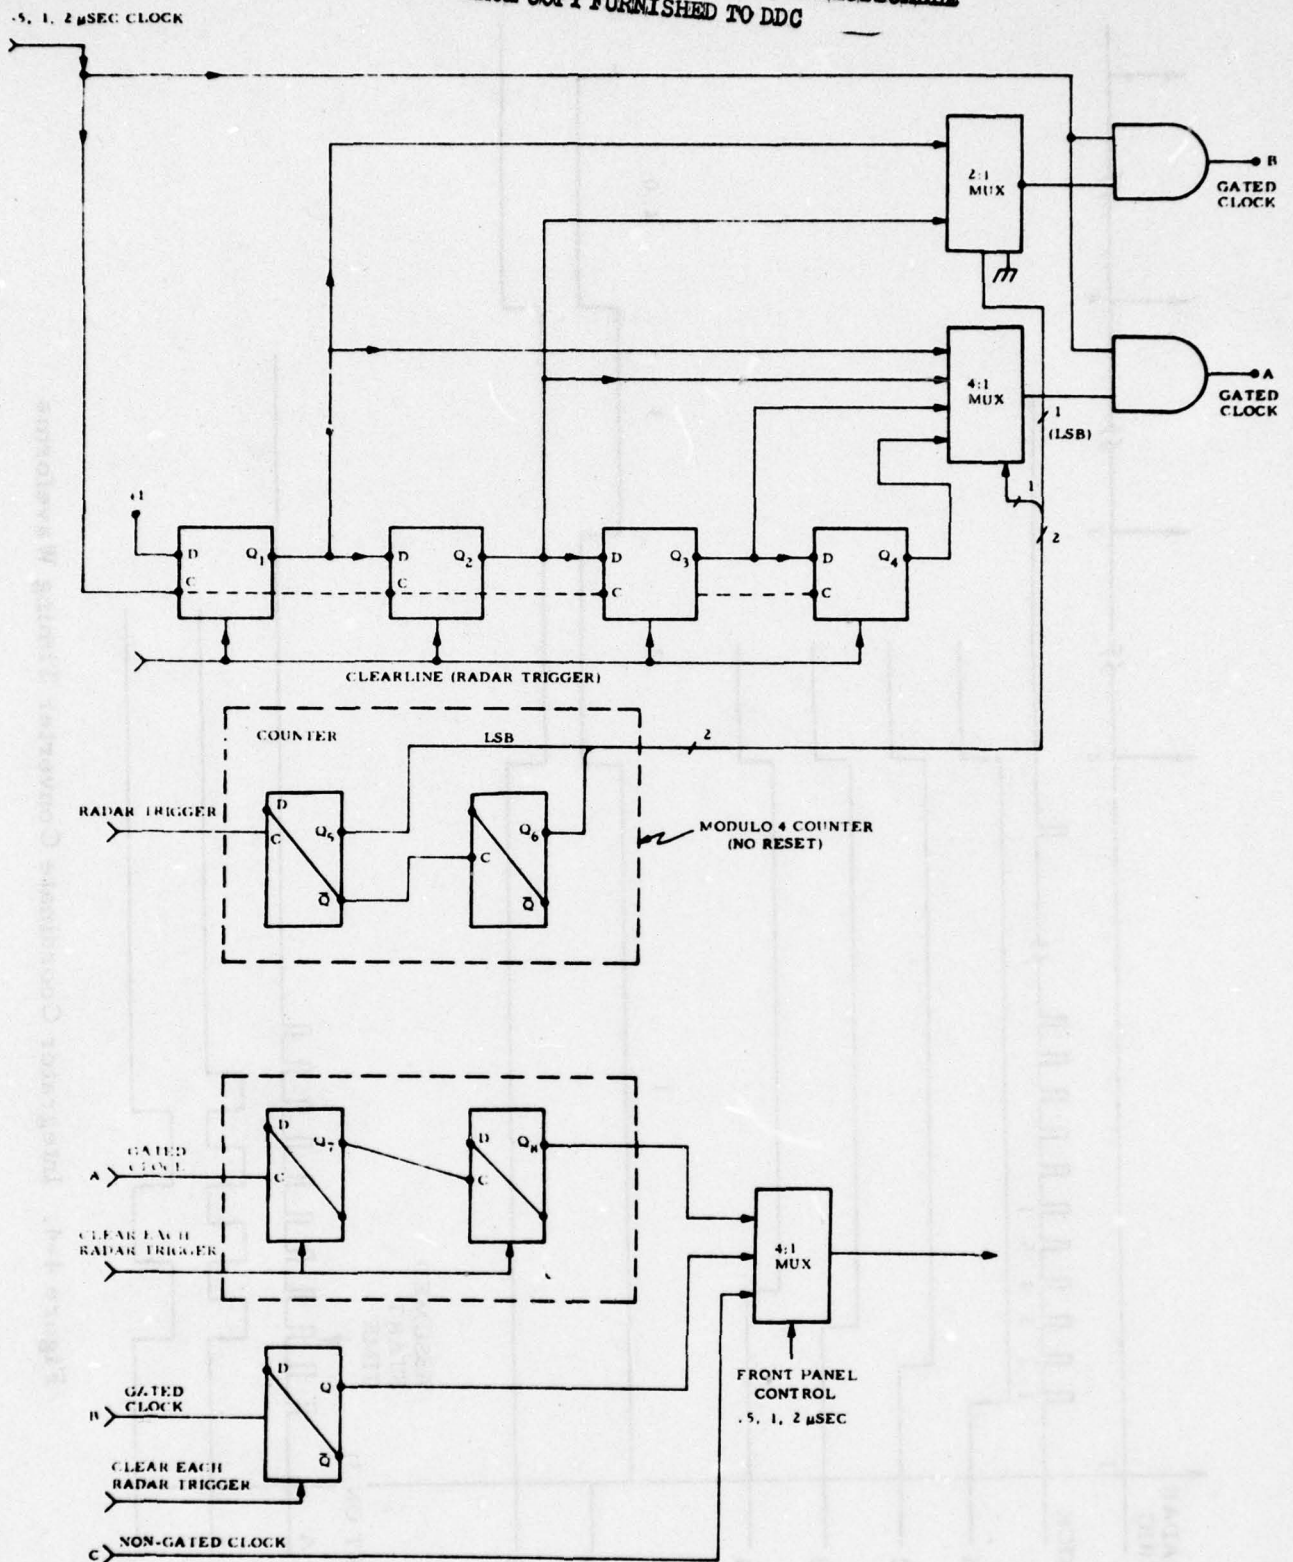 COPY FURNISHED TO DDC
.5, 1, 2 µSEC CLOCK
2:1
MUX
B
GATED
CLOCK
4:1
MUX
A
GATED
CLOCK
1
(LSB)
1
2
+1
D
Q1
C
D
Q2
C
D
Q3
C
D
Q4
C
CLEARLINE (RADAR TRIGGER)
COUNTER
LSB
2
RADAR TRIGGER
D
C
Q5
Q̄
C
Q6
Q̄
MODULO 4 COUNTER
(NO RESET)
GATED
CLOCK
A
D
Q7
C
D
Q8
C
CLEAR EACH
RADAR TRIGGER
4:1
MUX
FRONT PANEL
CONTROL
.5, 1, 2 µSEC
GATED
CLOCK
B
D
Q
Q̄
CLEAR EACH
RADAR TRIGGER
NON-GATED CLOCK
C